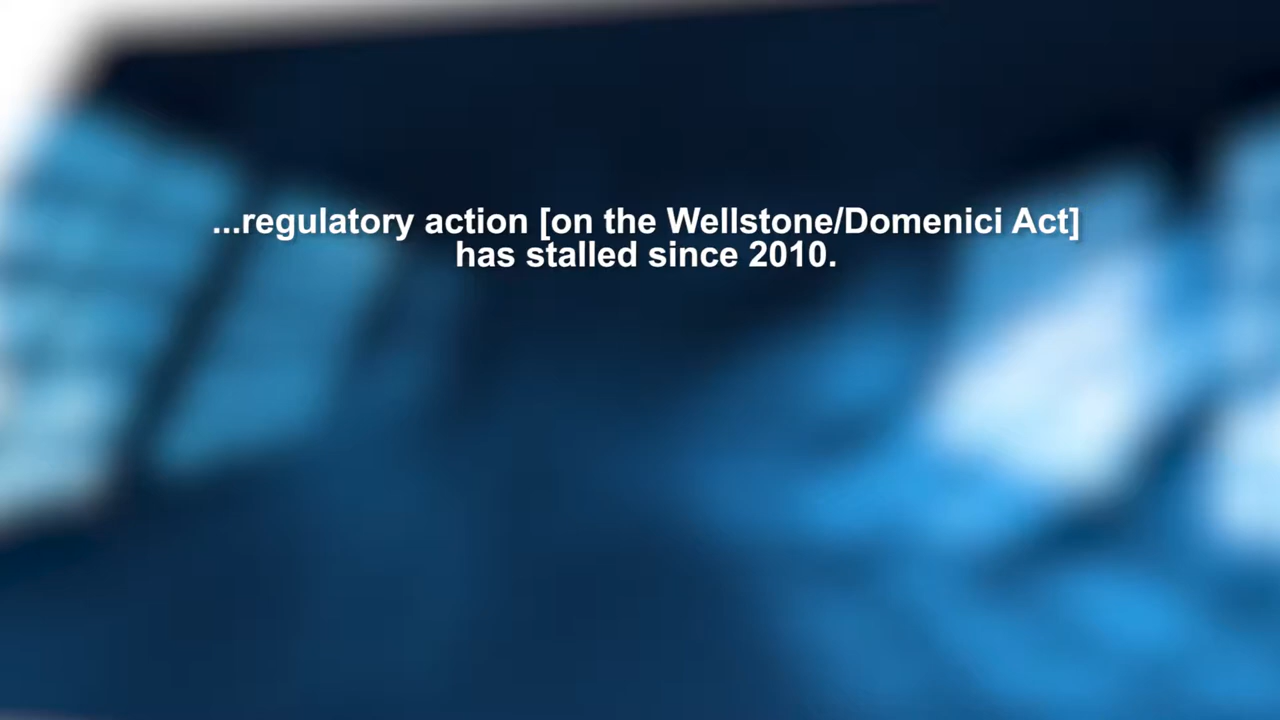 ...regulatory action [on the Wellstone/Domenici Act]
has stalled since 2010.